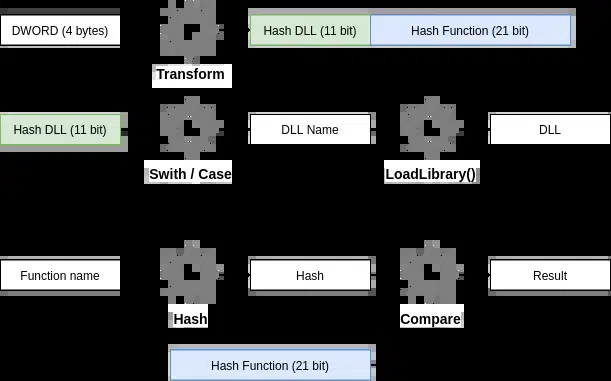 DWORD (4 bytes)
Hash DLL (11 bit)
Hash Function (21 bit)
Transform
Hash DLL (11 bit)
DLL Name
DLL
Swith / Case
LoadLibrary()
Function name
Hash
Result
Hash
Compare
Hash Function (21 bit)